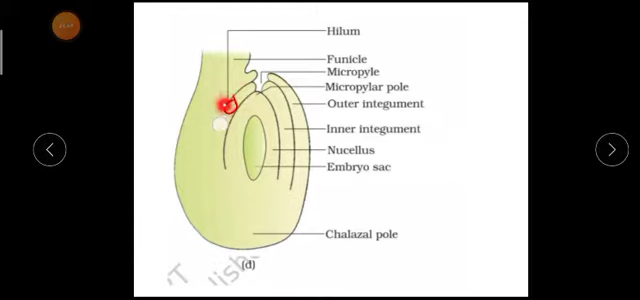 Hilum
Funicle
Micropyle
Micropylar pole
Outer integument
Inner integument
Nucellus
Embryo sac
Chalazal pole
(d)